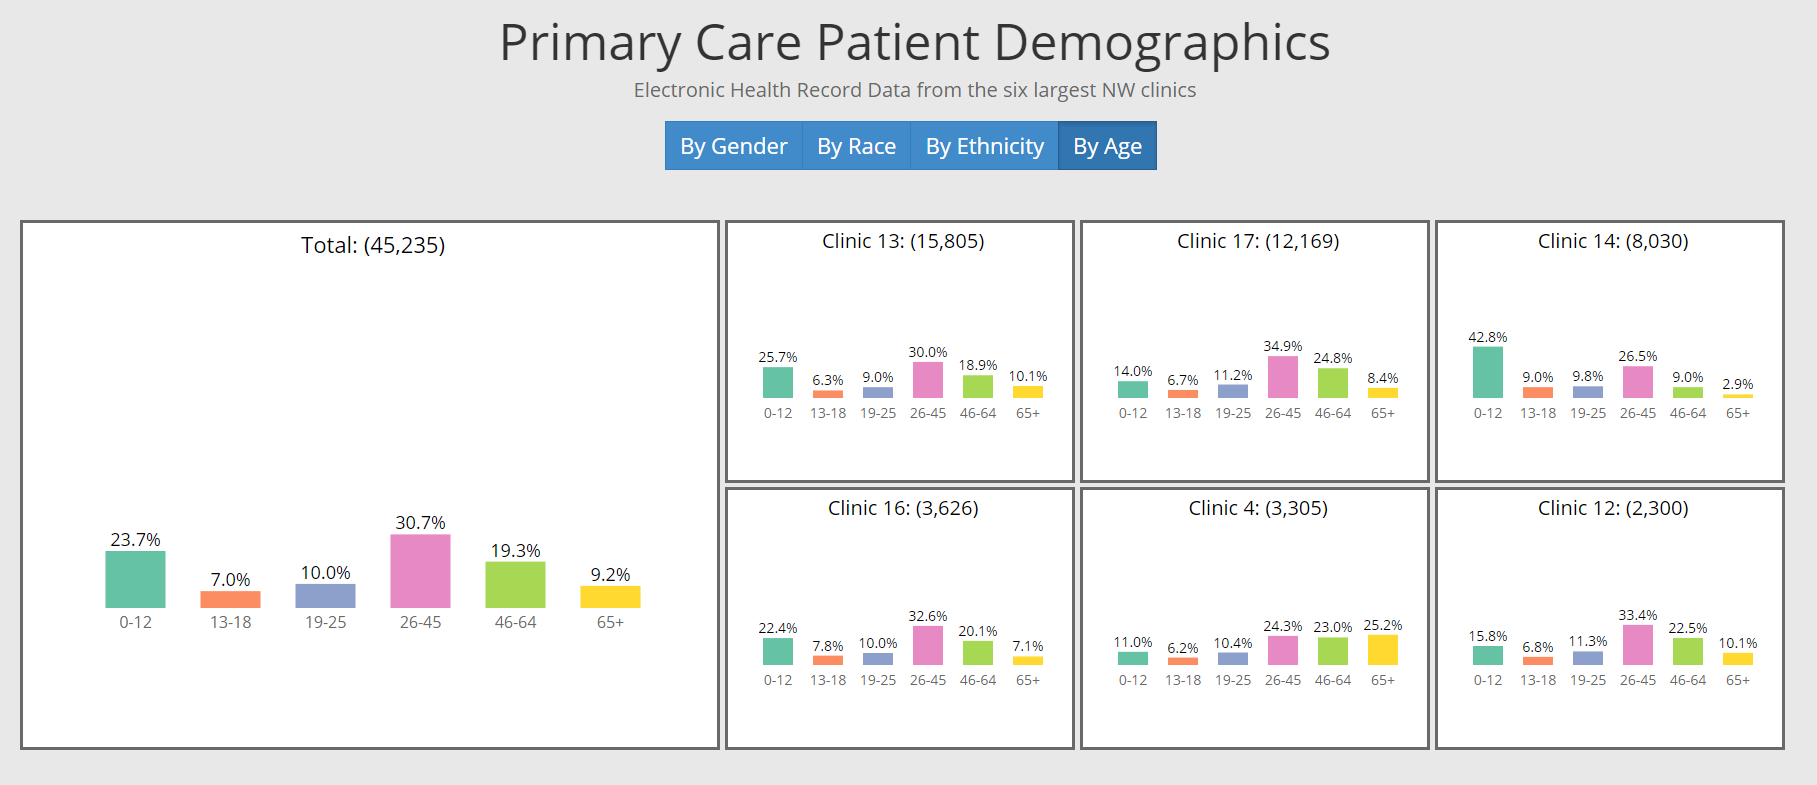 Primary Care Patient Demographics
Electronic Health Record Data from the six largest NW clinics
By Gender By Race By Ethnicity By Age
Total: (45,235)
23.7% 7.0% 10.0% 30.7% 19.3% 9.2%
0-12 13-18 19-25 26-45 46-64 65+
Clinic 13: (15,805)
25.7% 6.3% 9.0% 30.0% 18.9% 10.1%
0-12 13-18 19-25 26-45 46-64 65+
Clinic 17: (12,169)
14.0% 6.7% 11.2% 34.9% 24.8% 8.4%
0-12 13-18 19-25 26-45 46-64 65+
Clinic 14: (8,030)
42.8% 9.0% 9.8% 26.5% 9.0% 2.9%
0-12 13-18 19-25 26-45 46-64 65+
Clinic 16: (3,626)
22.4% 7.8% 10.0% 32.6% 20.1% 7.1%
0-12 13-18 19-25 26-45 46-64 65+
Clinic 4: (3,305)
11.0% 6.2% 10.4% 24.3% 23.0% 25.2%
0-12 13-18 19-25 26-45 46-64 65+
Clinic 12: (2,300)
15.8% 6.8% 11.3% 33.4% 22.5% 10.1%
0-12 13-18 19-25 26-45 46-64 65+